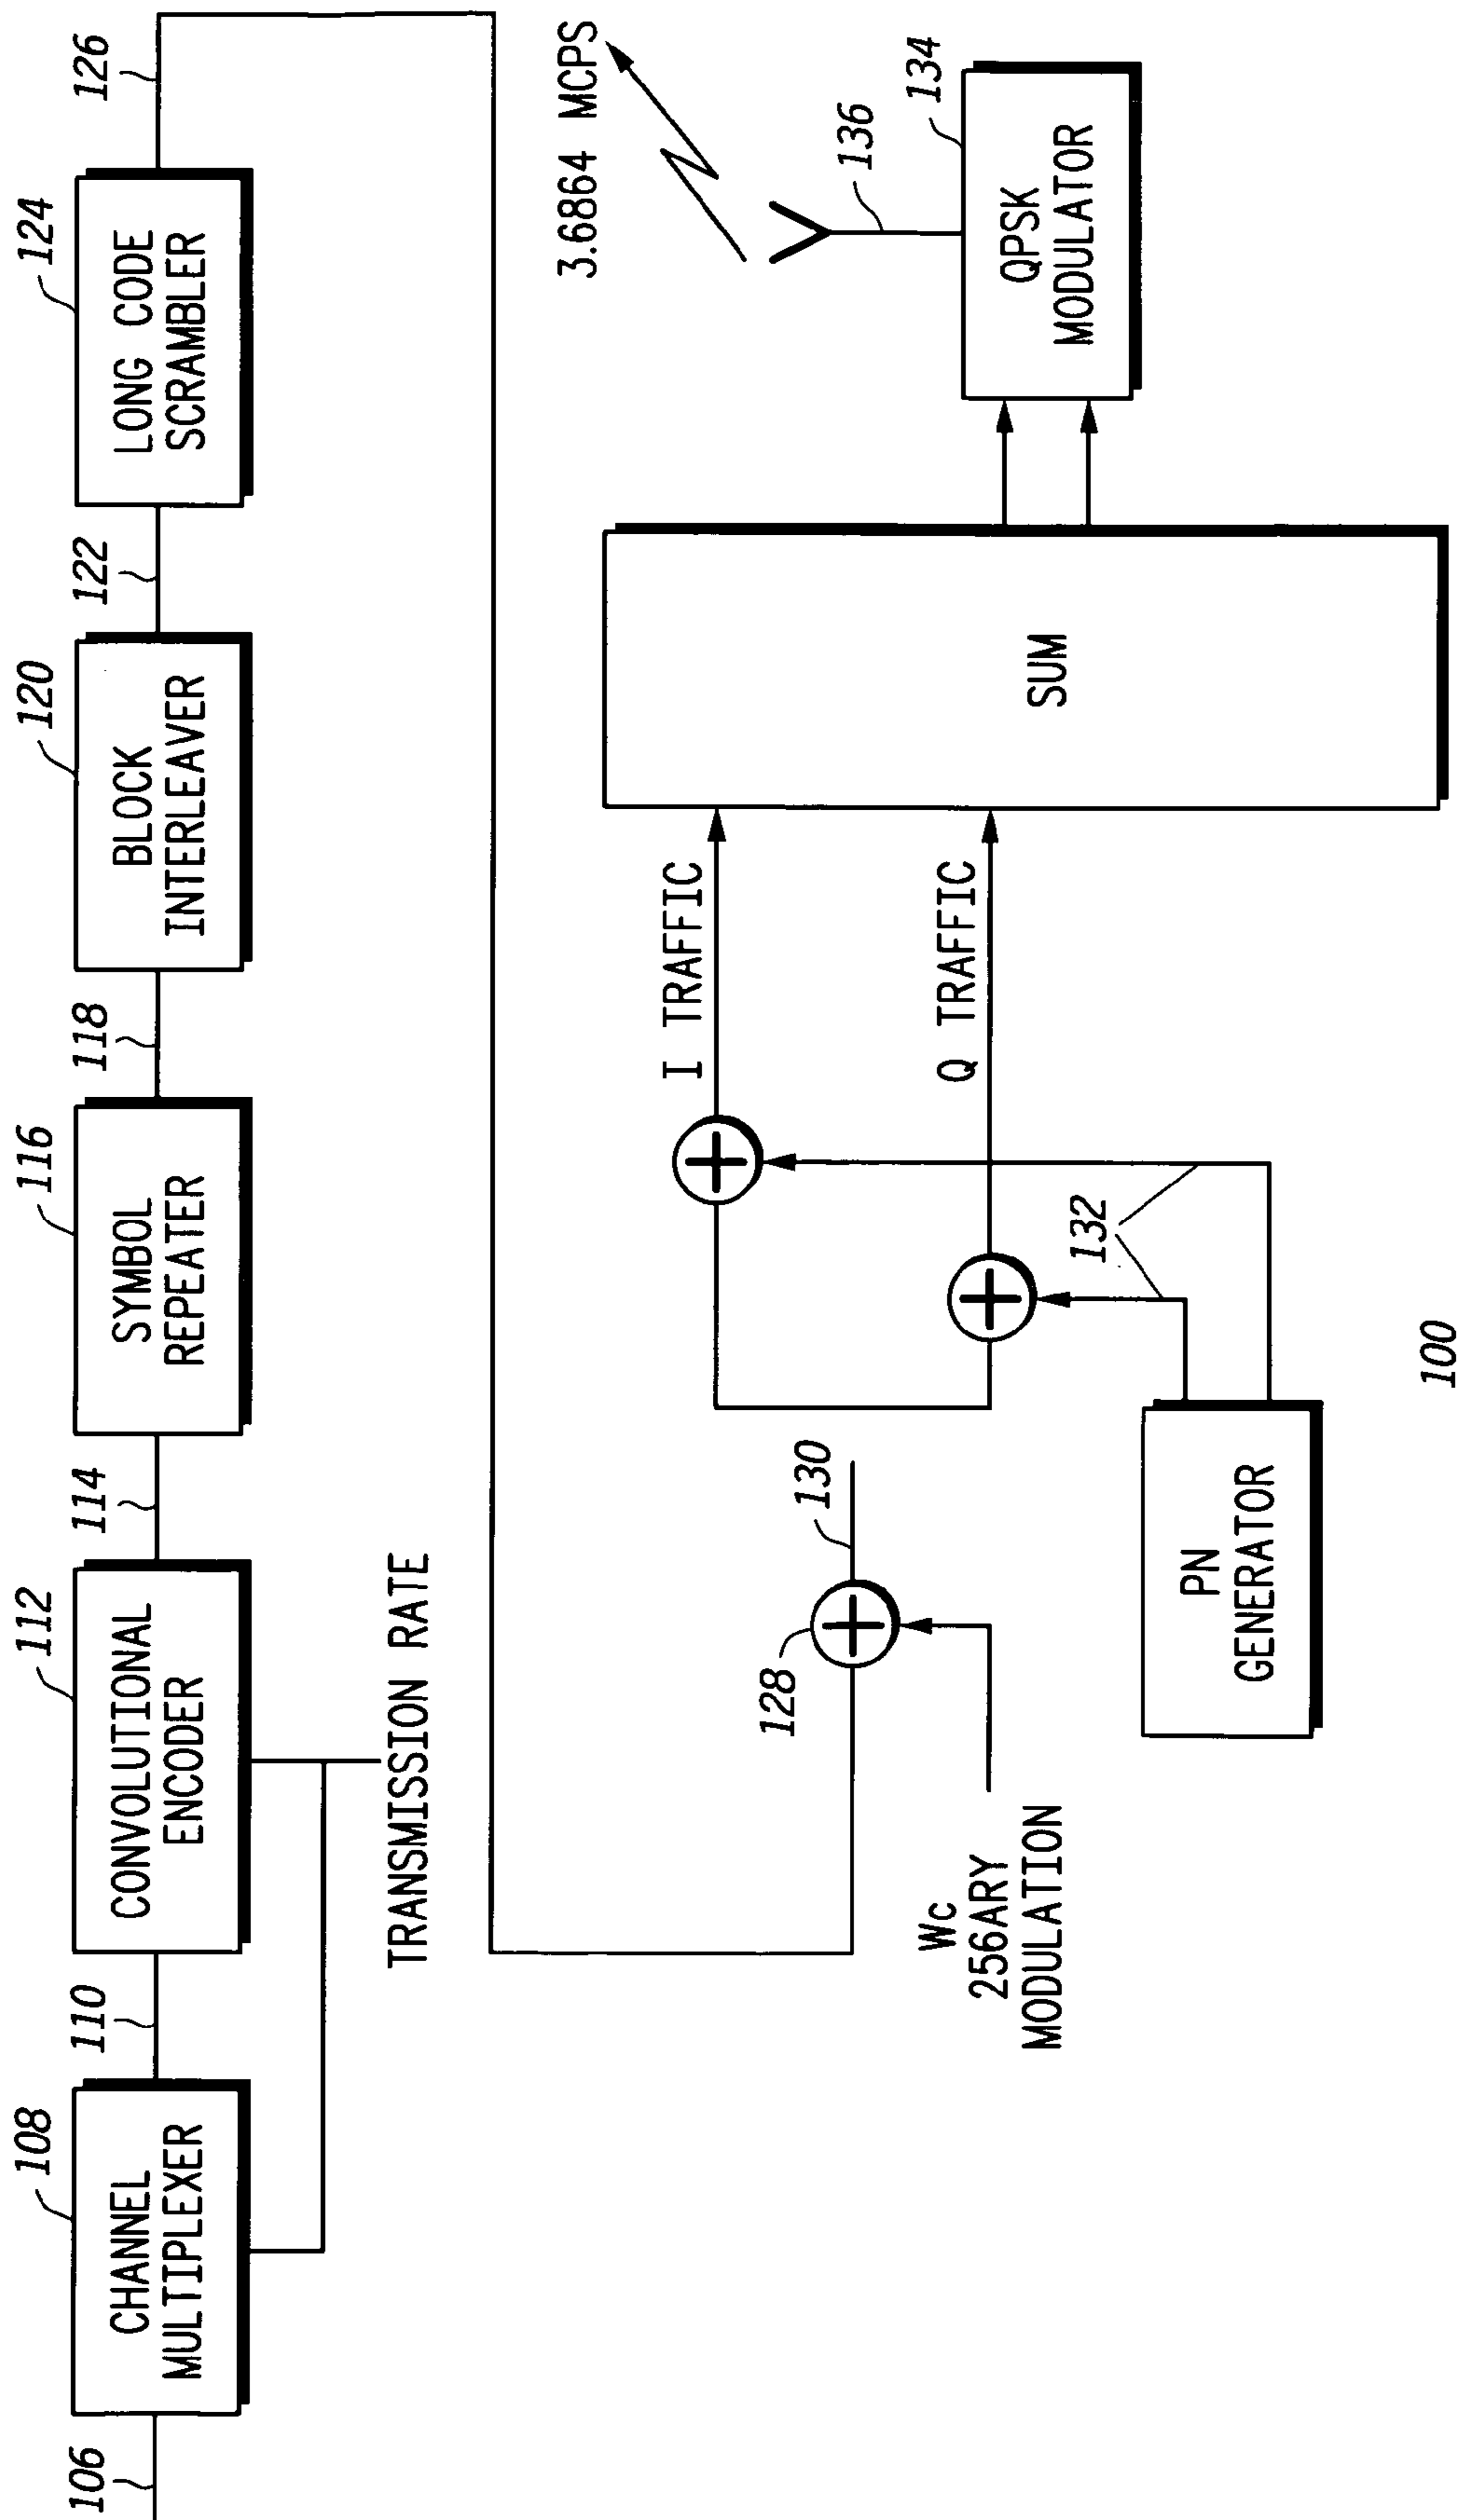 106
108
CHANNEL
MULTIPLEXER
110
112
CONVOLUTIONAL
ENCODER
114
116
SYMBOL
REPEATER
118
120
BLOCK
INTERLEAVER
122
124
LONG CODE
SCRAMBLER
126
TRANSMISSION RATE
3.6864 MCPS
128
130
Wc
256ARY
MODULATION
I TRAFFIC
Q TRAFFIC
132
PN
GENERATOR
SUM
136
134
QPSK
MODULATOR
100